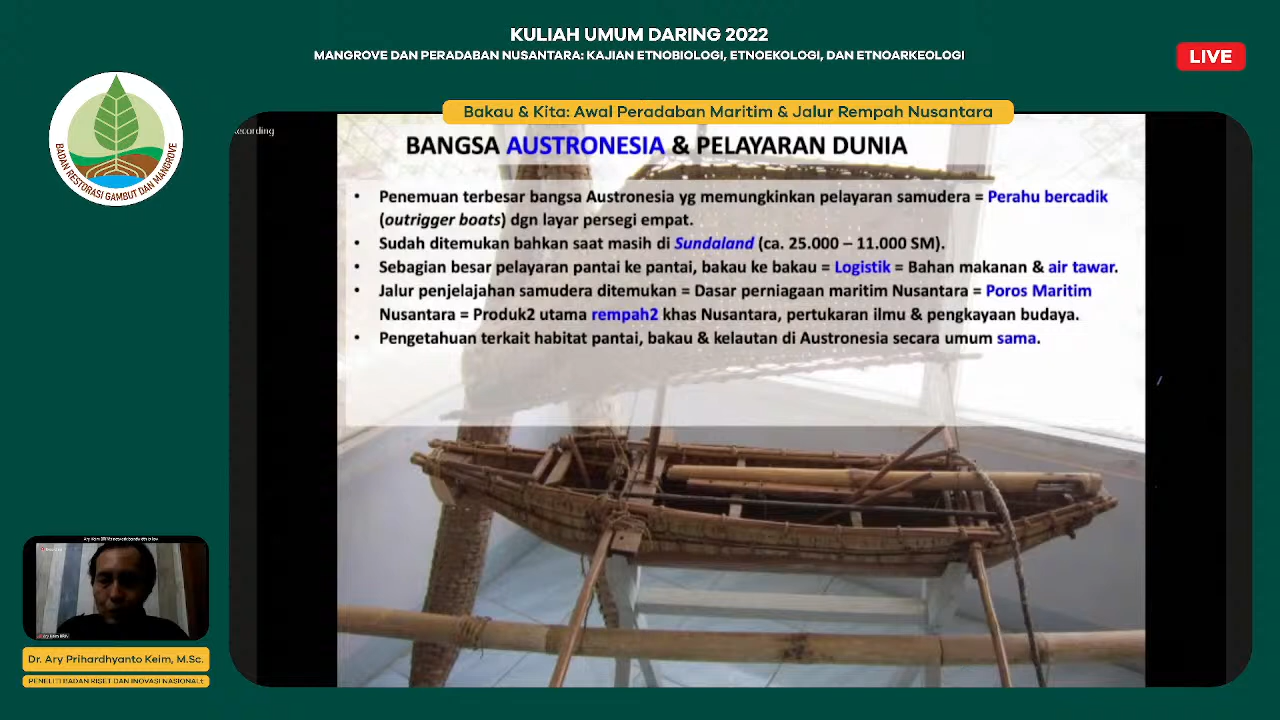 KULIAH UMUM DARING 2022
MANGROVE DAN PERADABAN NUSANTARA: KAJIAN ETNOBIOLOGI, ETNOEKOLOGI, DAN ETNOARKEOLOGI
LIVE
BADAN RESTORASI GAMBUT DAN MANGROVE
Bakau & Kita: Awal Peradaban Maritim & Jalur Rempah Nusantara
Recording
BANGSA AUSTRONESIA & PELAYARAN DUNIA
• Penemuan terbesar bangsa Austronesia yg memungkinkan pelayaran samudera = Perahu bercadik
(outrigger boats) dgn layar persegi empat.
• Sudah ditemukan bahkan saat masih di Sundaland (ca. 25.000 – 11.000 SM).
• Sebagian besar pelayaran pantai ke pantai, bakau ke bakau = Logistik = Bahan makanan & air tawar.
• Jalur penjelajahan samudera ditemukan = Dasar perniagaan maritim Nusantara = Poros Maritim
Nusantara = Produk2 utama rempah2 khas Nusantara, pertukaran ilmu & pengkayaan budaya.
• Pengetahuan terkait habitat pantai, bakau & kelautan di Austronesia secara umum sama.
Dr. Ary Prihardhyanto Keim, M.Sc.
PENELITI BADAN RISET DAN INOVASI NASIONALt